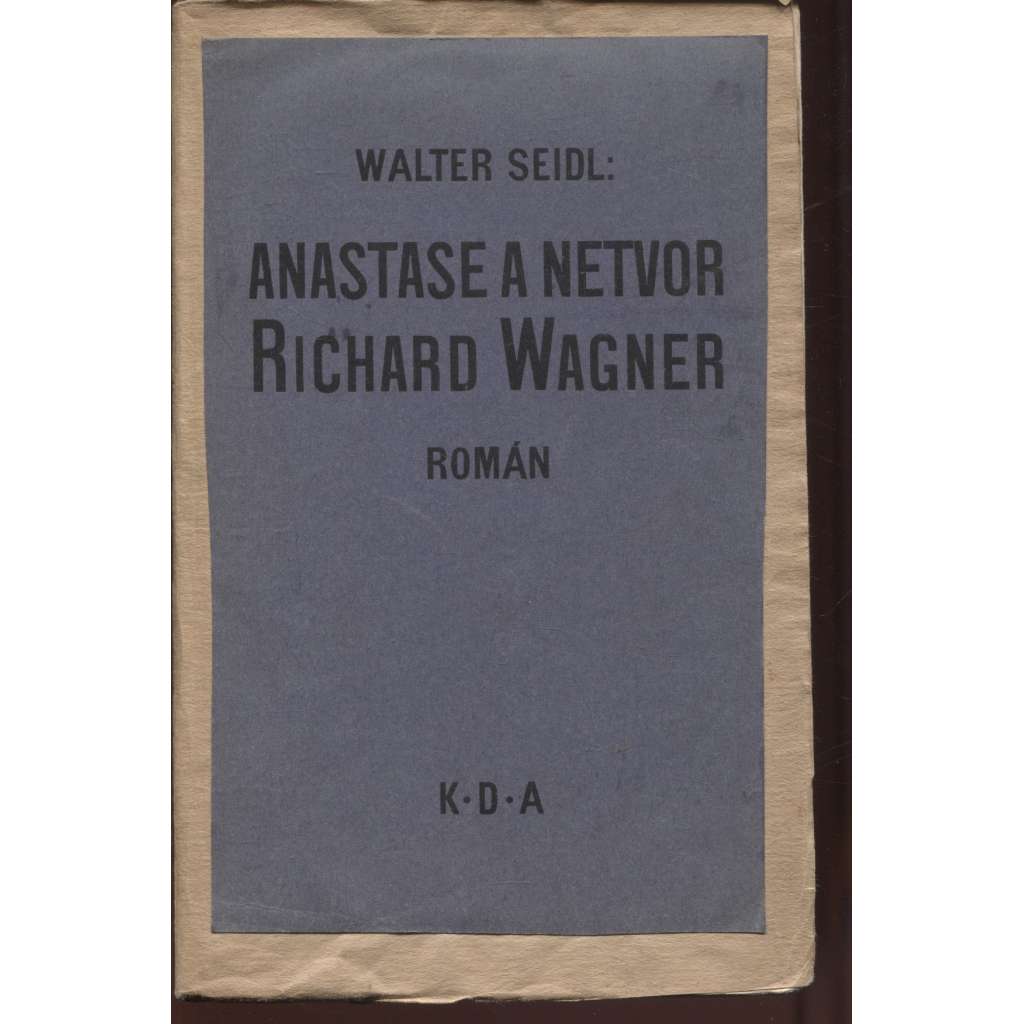 WALTER SEIDL:
ANASTASE A NETVOR
RICHARD WAGNER
ROMÁN
K·D·A